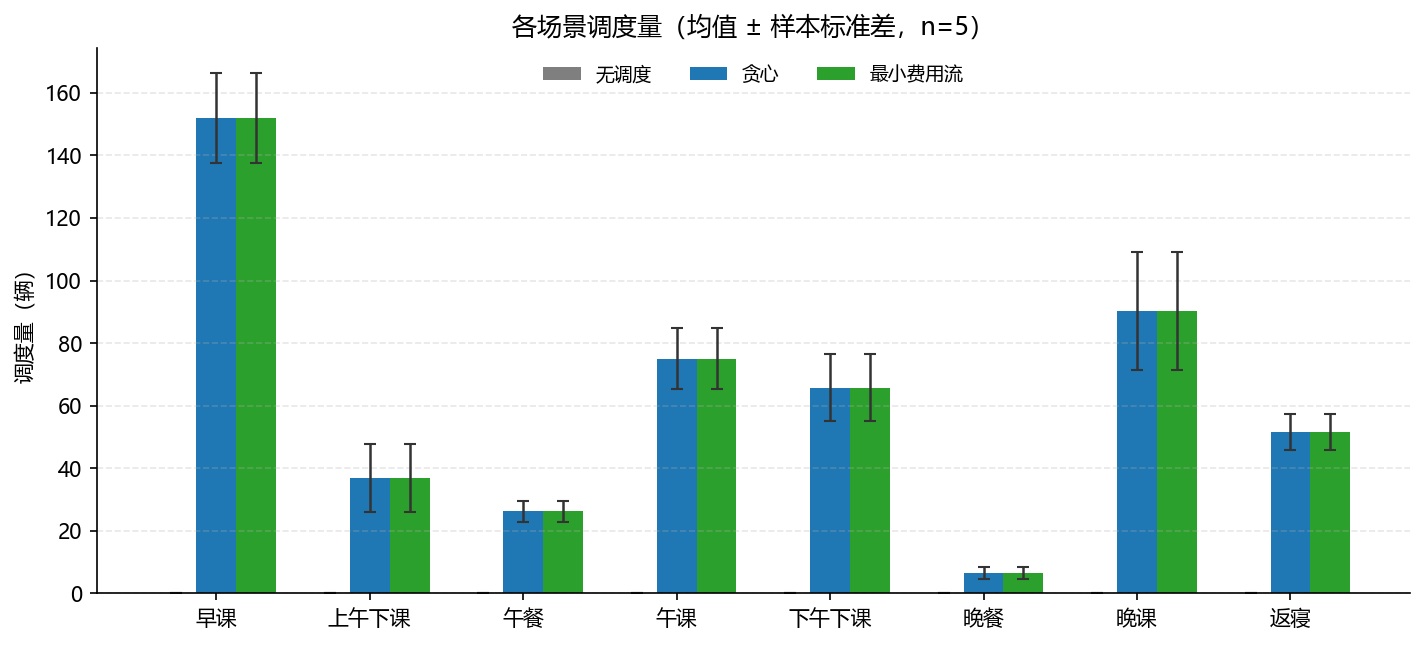 各场景调度量（均值 ± 样本标准差，n=5）
无调度 贪心 最小费用流
调度量（辆）
160
140
120
100
80
60
40
20
0
早课 上午下课 午餐 午课 下午下课 晚餐 晚课 返寝